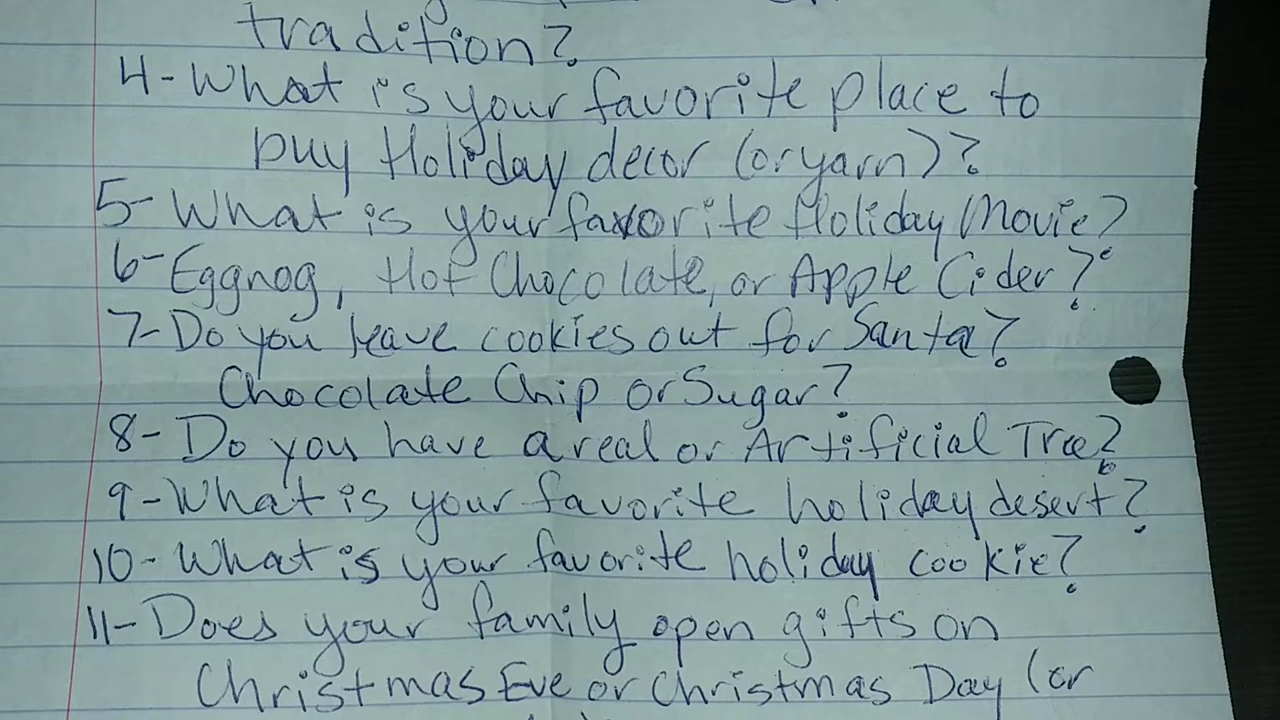 tradition?
4- What is your favorite place to
buy Holiday decor (or yarn)?
5- What is your favorite Holiday Movie?
6- Eggnog, Hot Chocolate, or Apple Cider?
7- Do you leave cookies out for Santa?
Chocolate Chip or Sugar?
8- Do you have a real or Artificial Tree?
9- What is your favorite holiday desert?
10- What is your favorite holiday cookie?
11- Does your family open gifts on
Christmas Eve or Christmas Day (or